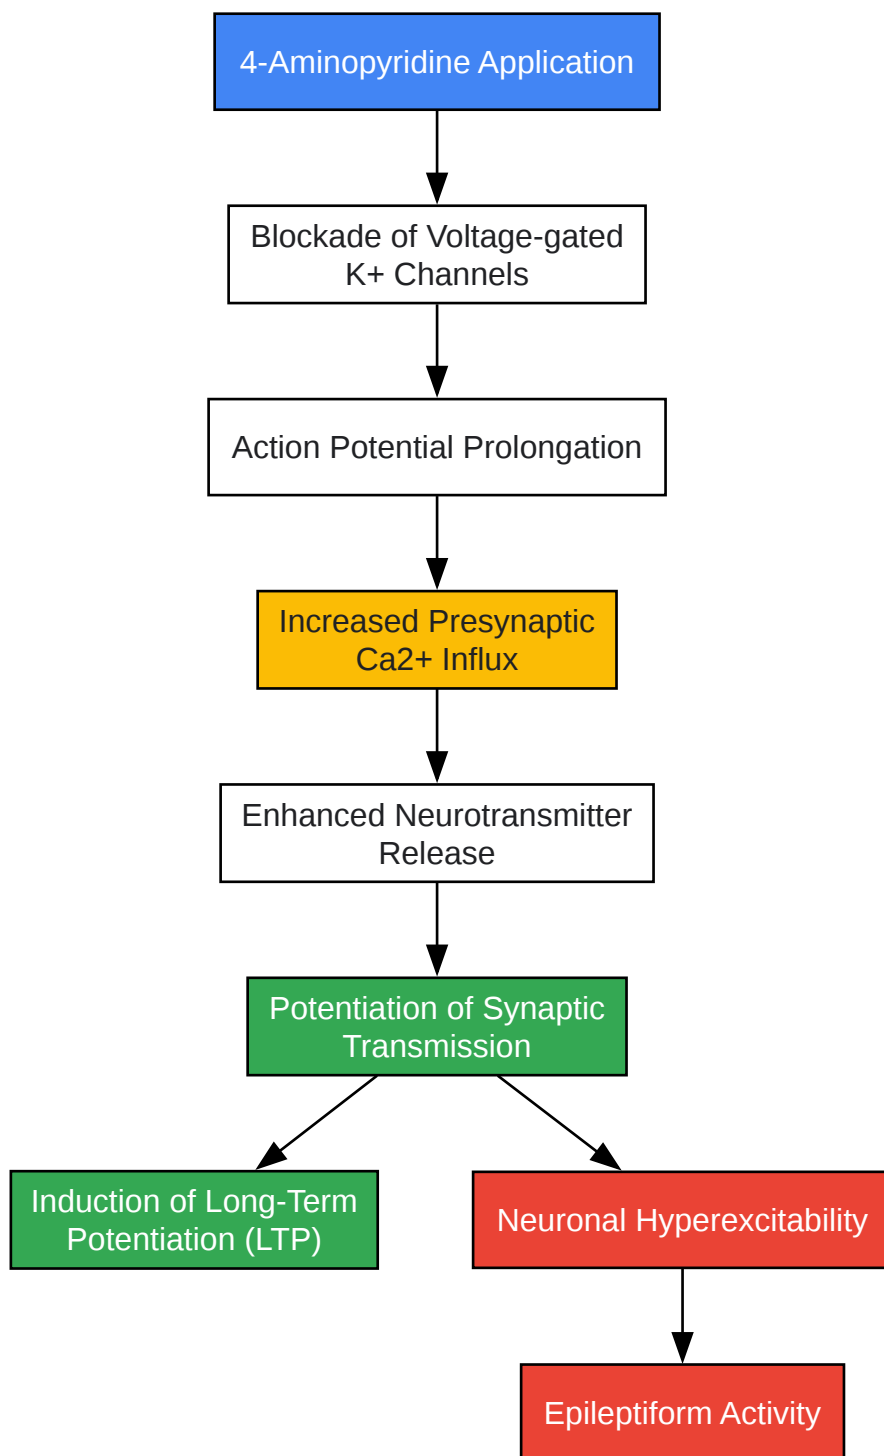 4-Aminopyridine Application
Blockade of Voltage-gated
K+ Channels
Action Potential Prolongation
Increased Presynaptic
Ca2+ Influx
Enhanced Neurotransmitter
Release
Potentiation of Synaptic
Transmission
Induction of Long-Term
Potentiation (LTP)
Neuronal Hyperexcitability
Epileptiform Activity